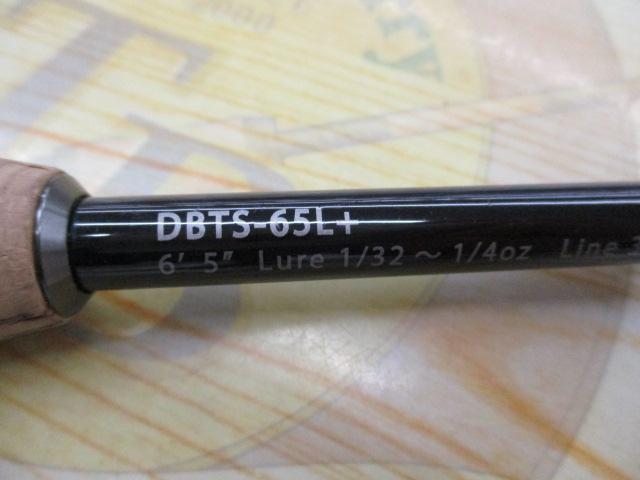 DBTS-65L+
6' 5" Lure 1/32 ~ 1/4oz Line